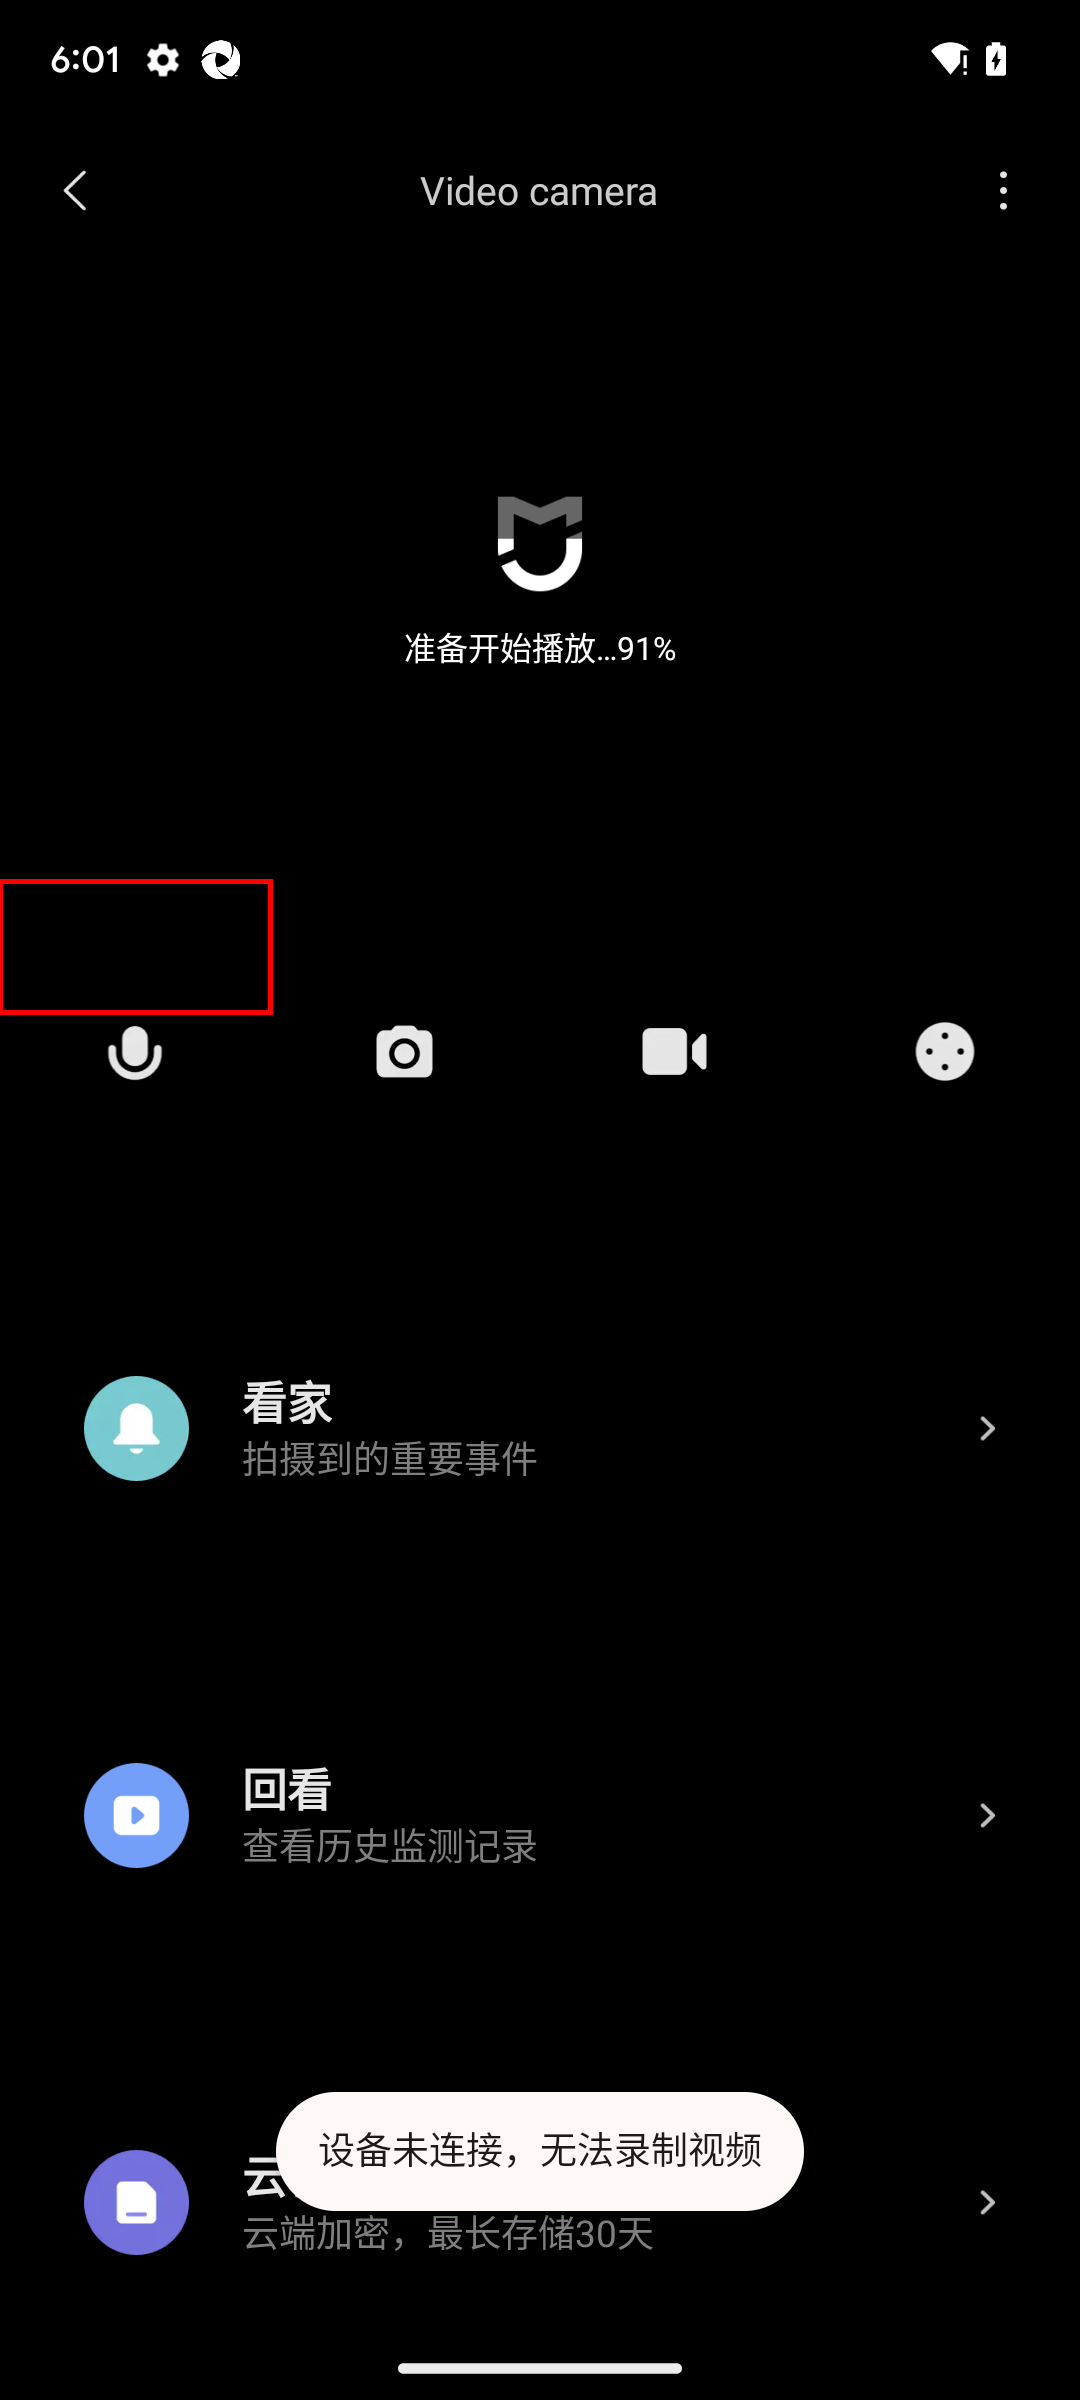 6:01
Video camera
准备开始播放...91%
看家
拍摄到的重要事件
回看
查看历史监测记录
设备未连接，无法录制视频
云
云端加密，最长存储30天